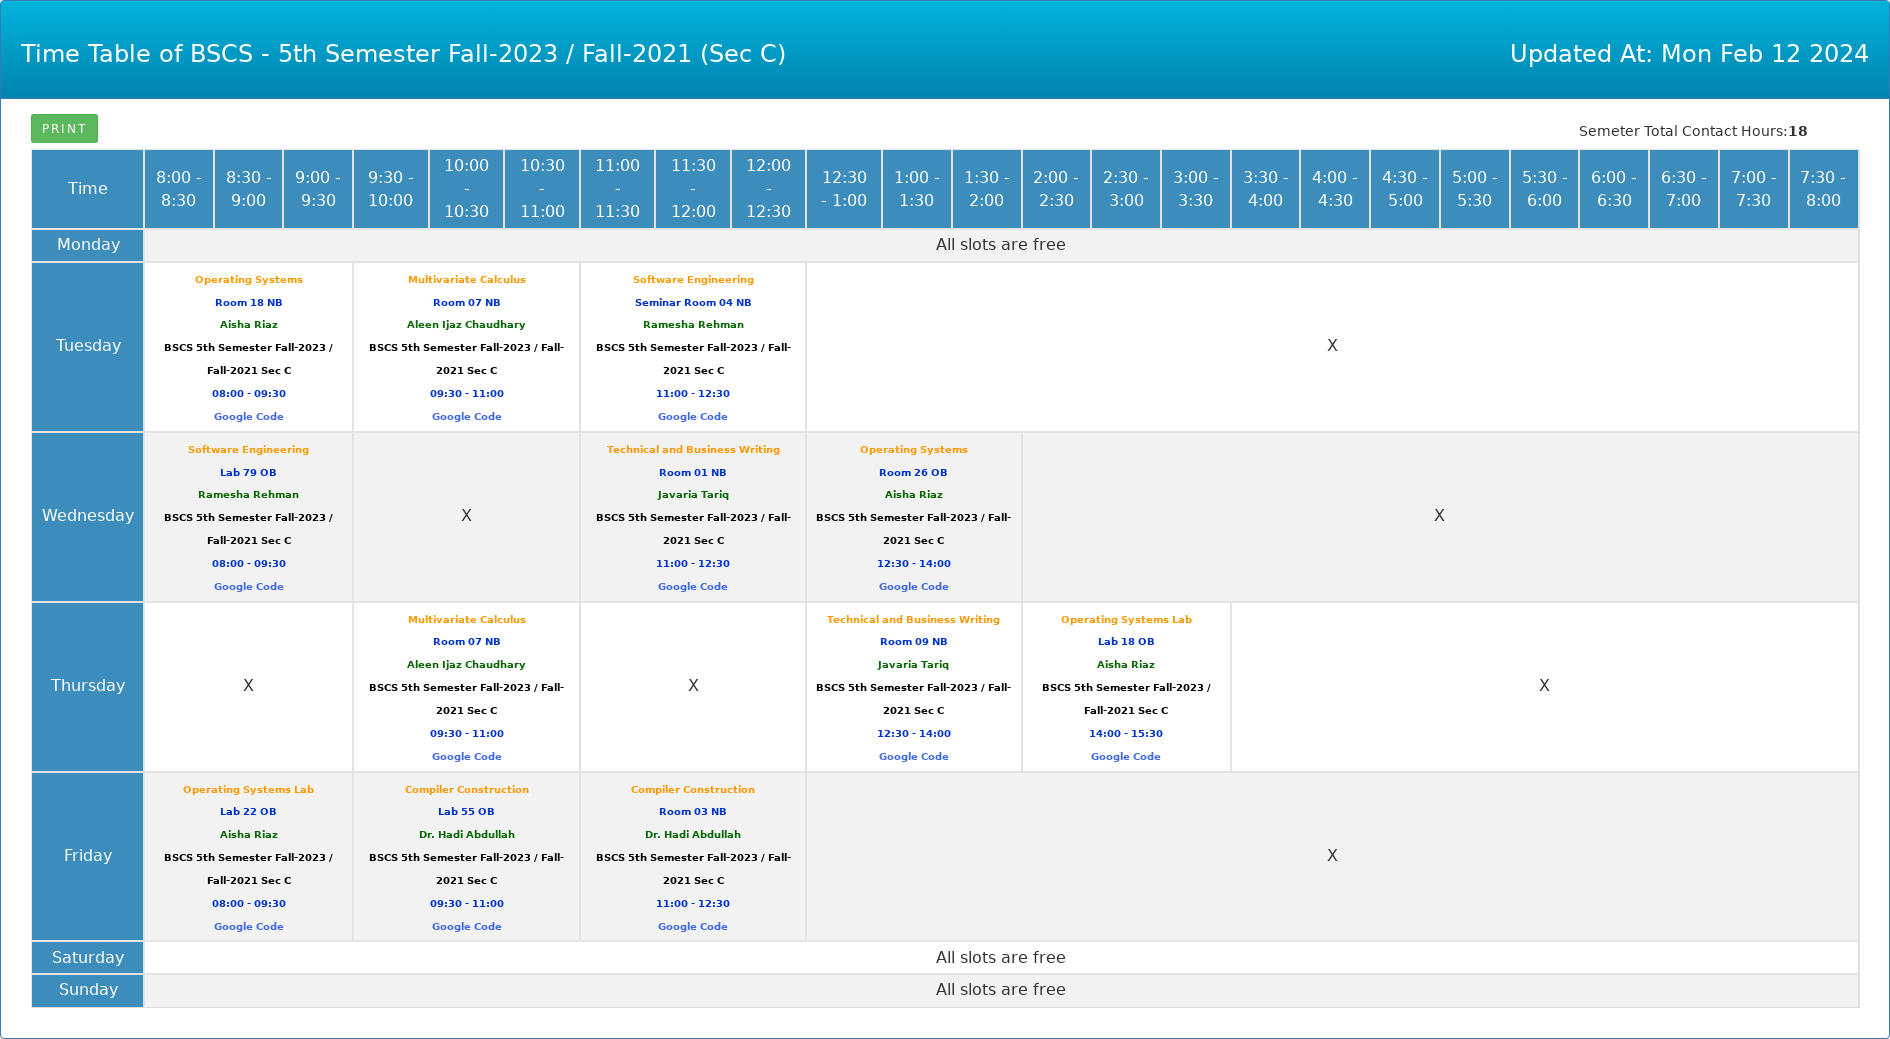 Time Table of BSCS - 5th Semester Fall-2023 / Fall-2021 (Sec C)
Updated At: Mon Feb 12 2024
PRINT
Semeter Total Contact Hours:18
Time
8:00 -
8:30
8:30 -
9:00
9:00 -
9:30
9:30 -
10:00
10:00
-
10:30
10:30
-
11:00
11:00
-
11:30
11:30
-
12:00
12:00
-
12:30
12:30
- 1:00
1:00 -
1:30
1:30 -
2:00
2:00 -
2:30
2:30 -
3:00
3:00 -
3:30
3:30 -
4:00
4:00 -
4:30
4:30 -
5:00
5:00 -
5:30
5:30 -
6:00
6:00 -
6:30
6:30 -
7:00
7:00 -
7:30
7:30 -
8:00
Monday
All slots are free
Tuesday
Operating Systems
Room 18 NB
Aisha Riaz
BSCS 5th Semester Fall-2023 /
Fall-2021 Sec C
08:00 - 09:30
Google Code
Multivariate Calculus
Room 07 NB
Aleen Ijaz Chaudhary
BSCS 5th Semester Fall-2023 / Fall-
2021 Sec C
09:30 - 11:00
Google Code
Software Engineering
Seminar Room 04 NB
Ramesha Rehman
BSCS 5th Semester Fall-2023 / Fall-
2021 Sec C
11:00 - 12:30
Google Code
X
Wednesday
Software Engineering
Lab 79 OB
Ramesha Rehman
BSCS 5th Semester Fall-2023 /
Fall-2021 Sec C
08:00 - 09:30
Google Code
X
Technical and Business Writing
Room 01 NB
Javaria Tariq
BSCS 5th Semester Fall-2023 / Fall-
2021 Sec C
11:00 - 12:30
Google Code
Operating Systems
Room 26 OB
Aisha Riaz
BSCS 5th Semester Fall-2023 / Fall-
2021 Sec C
12:30 - 14:00
Google Code
X
Thursday
X
Multivariate Calculus
Room 07 NB
Aleen Ijaz Chaudhary
BSCS 5th Semester Fall-2023 / Fall-
2021 Sec C
09:30 - 11:00
Google Code
X
Technical and Business Writing
Room 09 NB
Javaria Tariq
BSCS 5th Semester Fall-2023 / Fall-
2021 Sec C
12:30 - 14:00
Google Code
Operating Systems Lab
Lab 18 OB
Aisha Riaz
BSCS 5th Semester Fall-2023 /
Fall-2021 Sec C
14:00 - 15:30
Google Code
X
Friday
Operating Systems Lab
Lab 22 OB
Aisha Riaz
BSCS 5th Semester Fall-2023 /
Fall-2021 Sec C
08:00 - 09:30
Google Code
Compiler Construction
Lab 55 OB
Dr. Hadi Abdullah
BSCS 5th Semester Fall-2023 / Fall-
2021 Sec C
09:30 - 11:00
Google Code
Compiler Construction
Room 03 NB
Dr. Hadi Abdullah
BSCS 5th Semester Fall-2023 / Fall-
2021 Sec C
11:00 - 12:30
Google Code
X
Saturday
All slots are free
Sunday
All slots are free